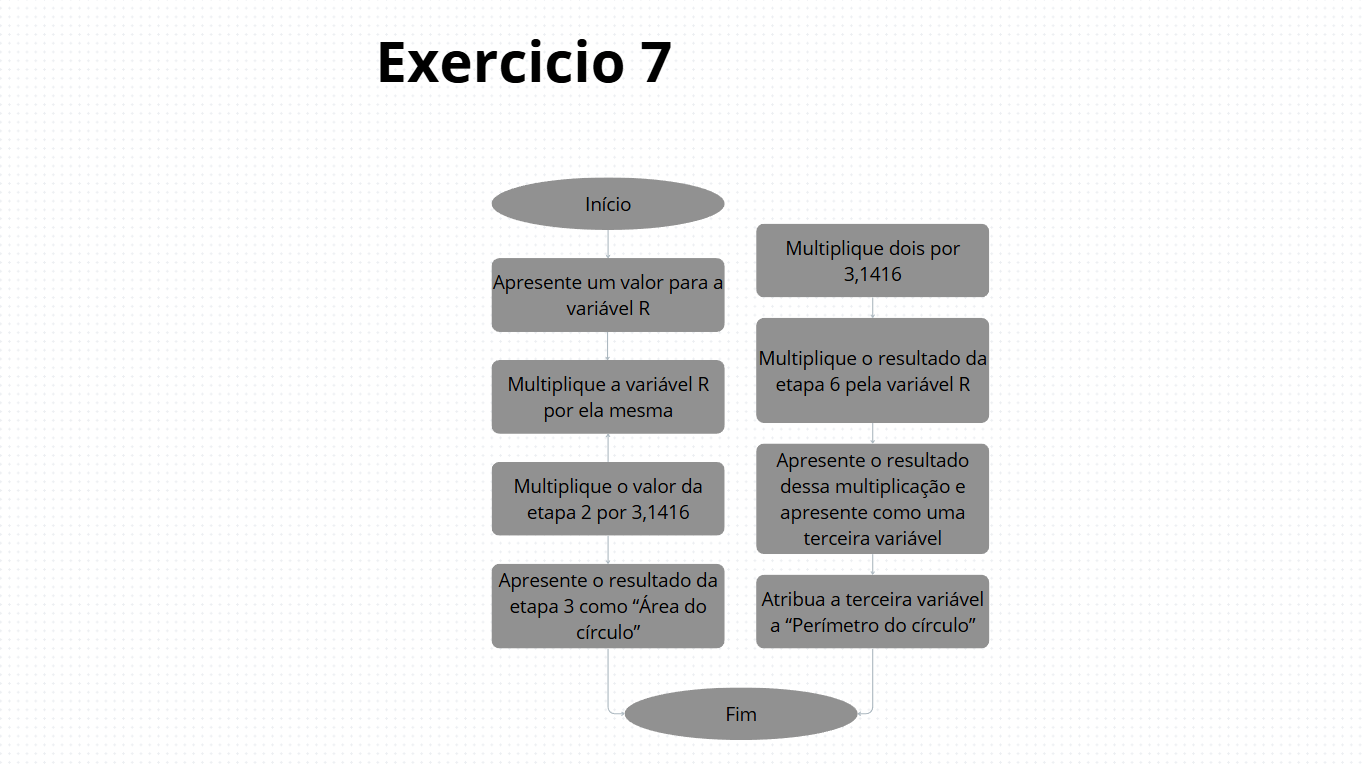 Exercicio 7
Início
Apresente um valor para a
variável R
Multiplique a variável R
por ela mesma
Multiplique o valor da
etapa 2 por 3,1416
Apresente o resultado da
etapa 3 como “Área do
círculo”
Multiplique dois por
3,1416
Multiplique o resultado da
etapa 6 pela variável R
Apresente o resultado
dessa multiplicação e
apresente como uma
terceira variável
Atribua a terceira variável
a “Perímetro do círculo”
Fim